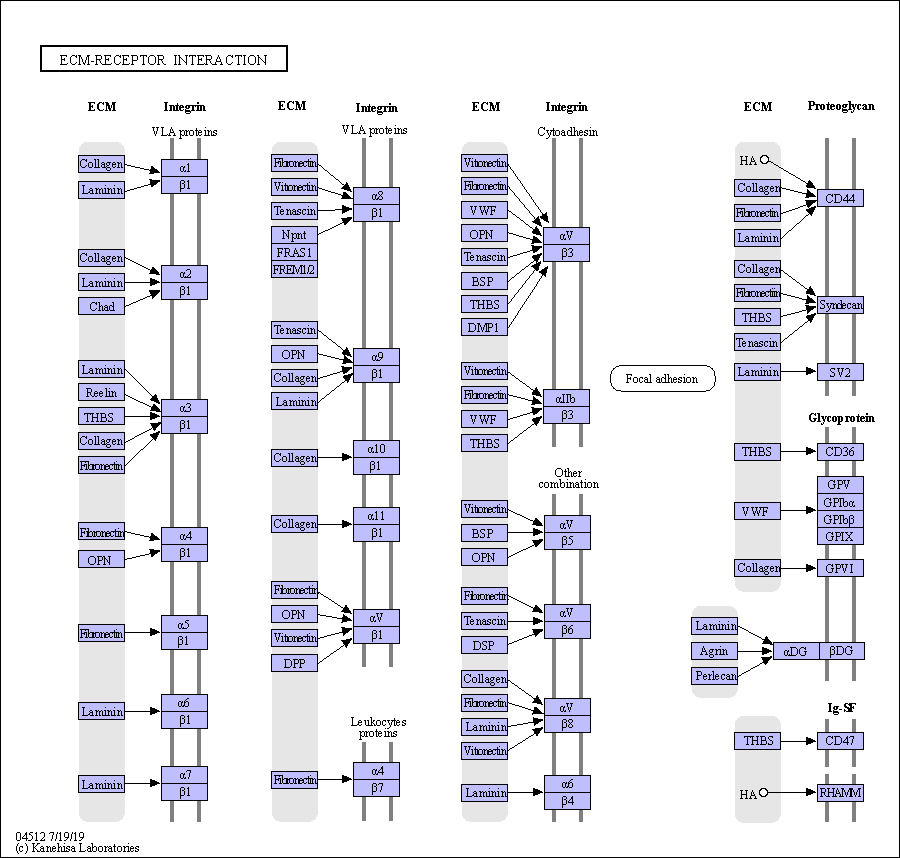 ECM-RECEPTOR INTERACTION
ECM
Integrin
VLA proteins
Collagen
Laminin
α1
β1
Collagen
Laminin
Chad
α2
β1
Laminin
Reelin
THBS
Collagen
Fibronectin
α3
β1
Fibronectin
OPN
α4
β1
Fibronectin
α5
β1
Laminin
α6
β1
Laminin
α7
β1
ECM
Integrin
VLA proteins
Fibronectin
Vitronectin
Tenascin
Npnt
FRAS1
FREM1/2
α8
β1
Tenascin
OPN
Collagen
Laminin
α9
β1
Collagen
α10
β1
Collagen
α11
β1
Fibronectin
OPN
Vitronectin
DPP
αV
β1
Leukocytes
proteins
Fibronectin
α4
β7
ECM
Integrin
Cytoadhesin
Vitronectin
Fibronectin
VWF
OPN
Tenascin
BSP
THBS
DMP1
αV
β3
Vitronectin
Fibronectin
VWF
THBS
αIIb
β3
Other
combination
Vitronectin
BSP
OPN
αV
β5
Fibronectin
Tenascin
DSP
αV
β6
Collagen
Fibronectin
Laminin
Vitronectin
αV
β8
Laminin
α6
β4
Focal adhesion
ECM
Proteoglycan
HA
Collagen
Fibronectin
Laminin
CD44
Collagen
Fibronectin
THBS
Tenascin
Syndecan
Laminin
SV2
Glycoprotein
THBS
CD36
VWF
GPV
GPIbα
GPIbβ
GPIX
Collagen
GPVI
Laminin
Agrin
Perlecan
αDG
βDG
Ig-SF
THBS
CD47
HA
RHAMM
04512 7/19/19
(c) Kanehisa Laboratories